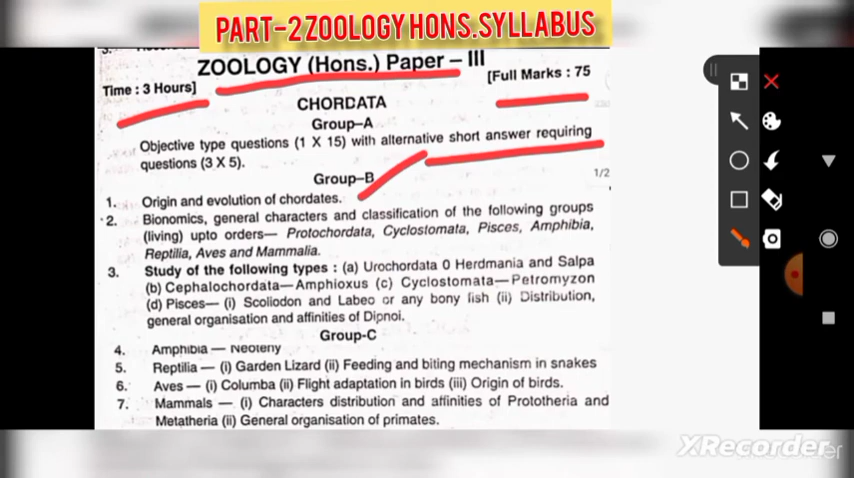 PART-2 ZOOLOGY HONS.SYLLABUS
ZOOLOGY (Hons.) Paper – III
Time : 3 Hours]
[Full Marks : 75
CHORDATA
Group–A
Objective type questions (1 X 15) with alternative short answer requiring
questions (3 X 5).
Group–B
1/2
1. Origin and evolution of chordates.
2. Bionomics, general characters and classification of the following groups
(living) upto orders— Protochordata, Cyclostomata, Pisces, Amphibia,
Reptilia, Aves and Mammalia.
3. Study of the following types : (a) Urochordata 0 Herdmania and Salpa
(b) Cephalochordata—Amphioxus (c) Cyclostomata—Petromyzon
(d) Pisces— (i) Scoliodon and Labeo or any bony fish (ii) Distribution,
general organisation and affinities of Dipnoi.
Group-C
4. Amphibia — Neoteny
5. Reptilia — (i) Garden Lizard (ii) Feeding and biting mechanism in snakes
6. Aves — (i) Columba (ii) Flight adaptation in birds (iii) Origin of birds.
7. Mammals — (i) Characters distribution and affinities of Prototheria and
Metatheria (ii) General organisation of primates.
XRecorder